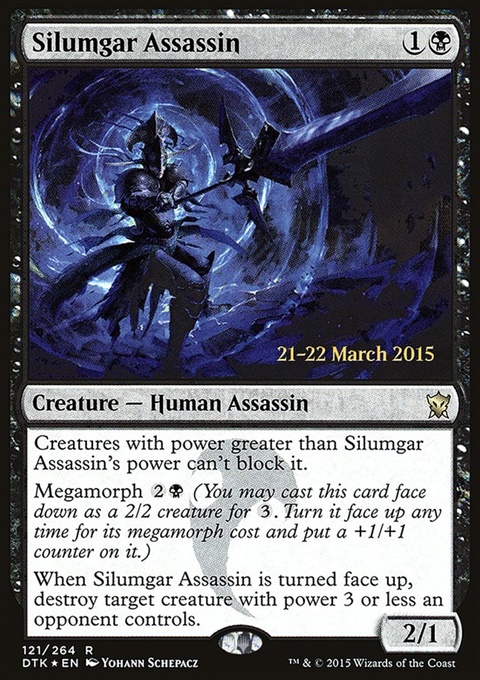 Silumgar Assassin 1
21–22 March 2015
Creature — Human Assassin
Creatures with power greater than Silumgar
Assassin's power can't block it.
Megamorph 2 (You may cast this card face
down as a 2/2 creature for 3. Turn it face up any
time for its megamorph cost and put a +1/+1
counter on it.)
When Silumgar Assassin is turned face up,
destroy target creature with power 3 or less an
opponent controls.
2/1
121/264 R
DTK★EN Yohann Schepacz
™ & © 2015 Wizards of the Coast